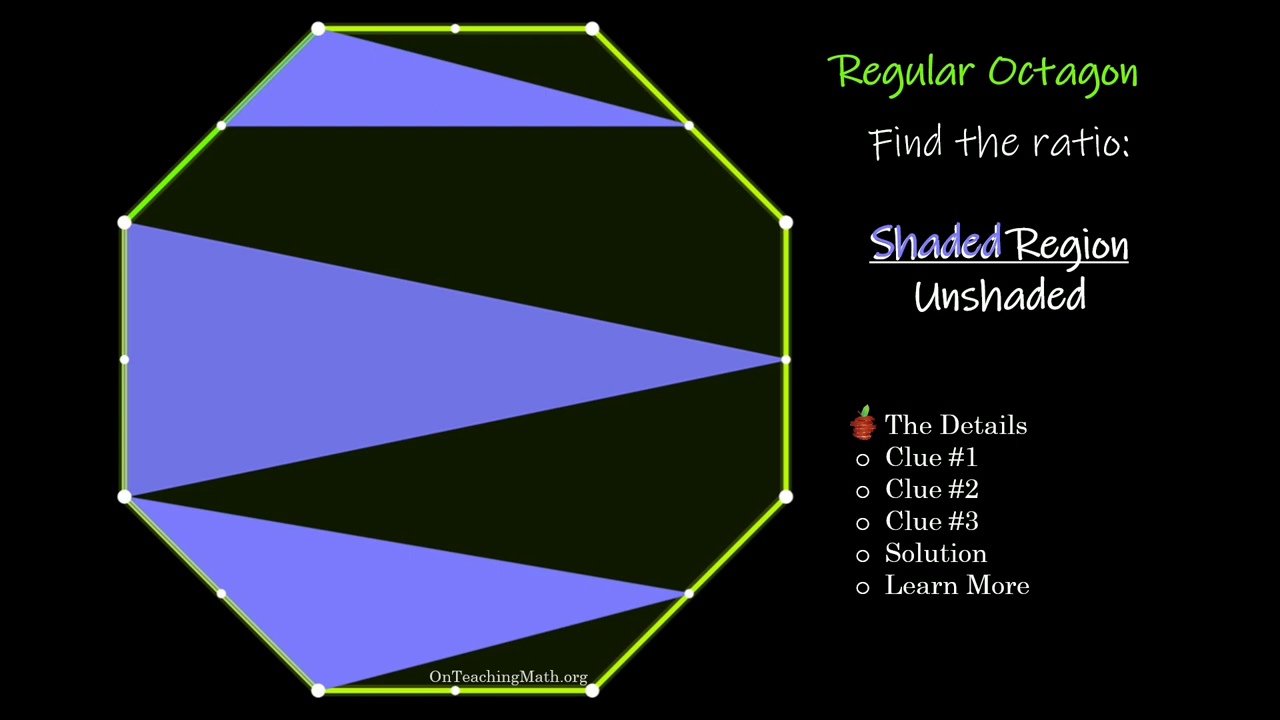 Regular Octagon
Find the ratio:
Shaded Region
Unshaded
The Details
Clue #1
Clue #2
Clue #3
Solution
Learn More
OnTeachingMath.org